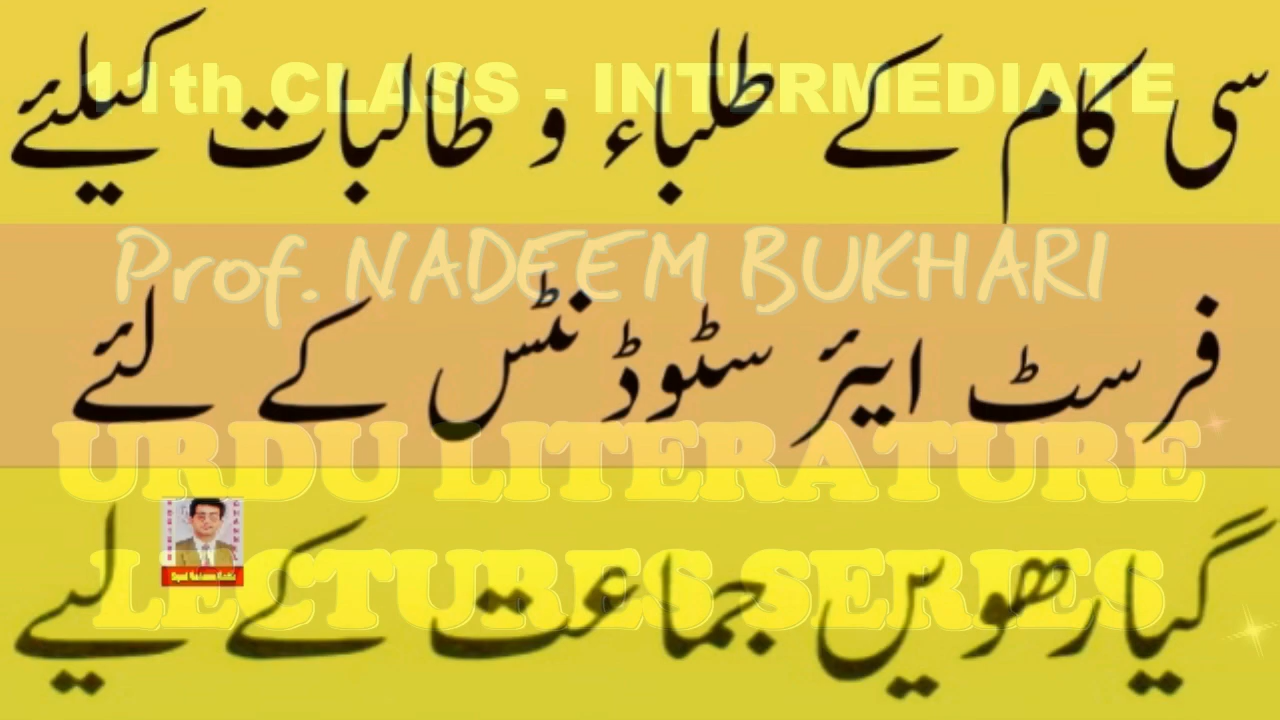 11th CLASS - INTERMEDIATE
سی کام کے طلباء و طالبات کیلئے
Prof. NADEEM BUKHARI
فرسٹ ایئر سٹوڈنٹس کے لئے
URDU LITERATURE
LECTURES SERIES
گیارھویں جماعت کے لیے